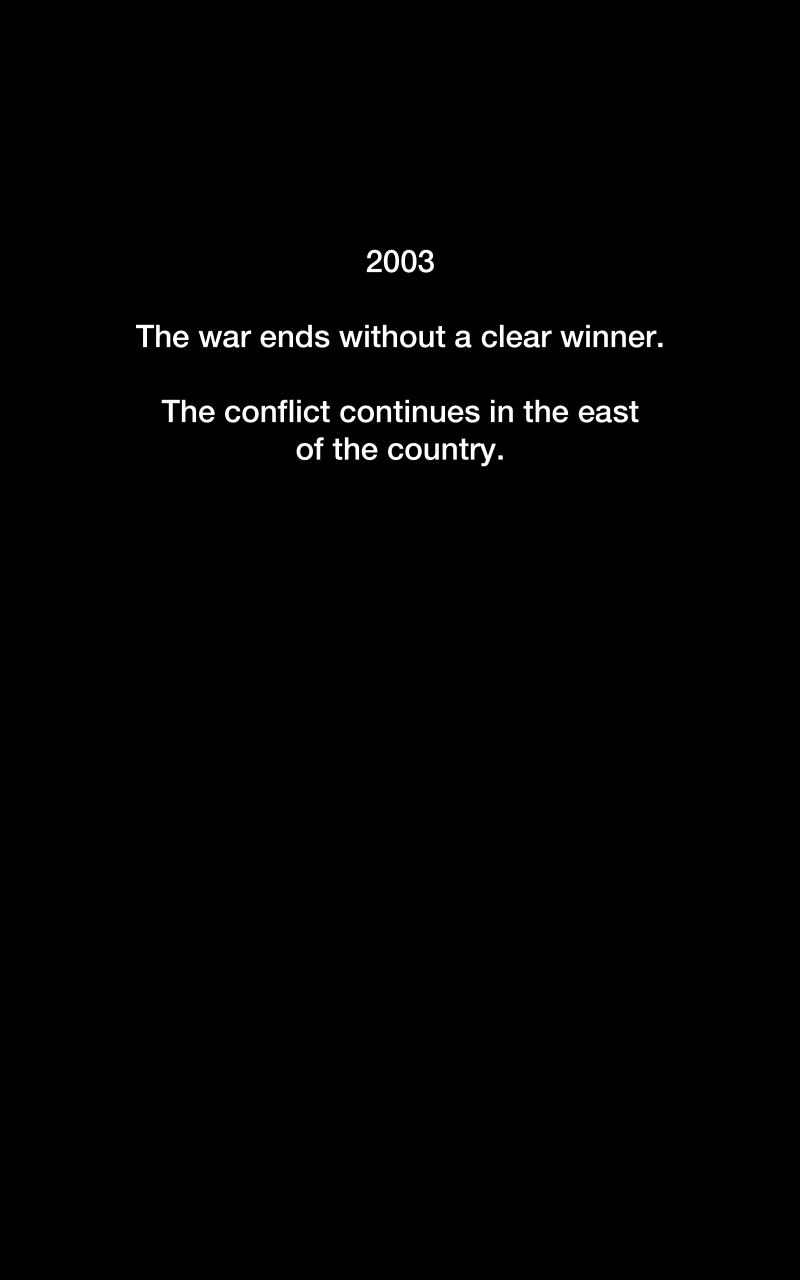 2003
The war ends without a clear winner.
The conflict continues in the east
of the country.